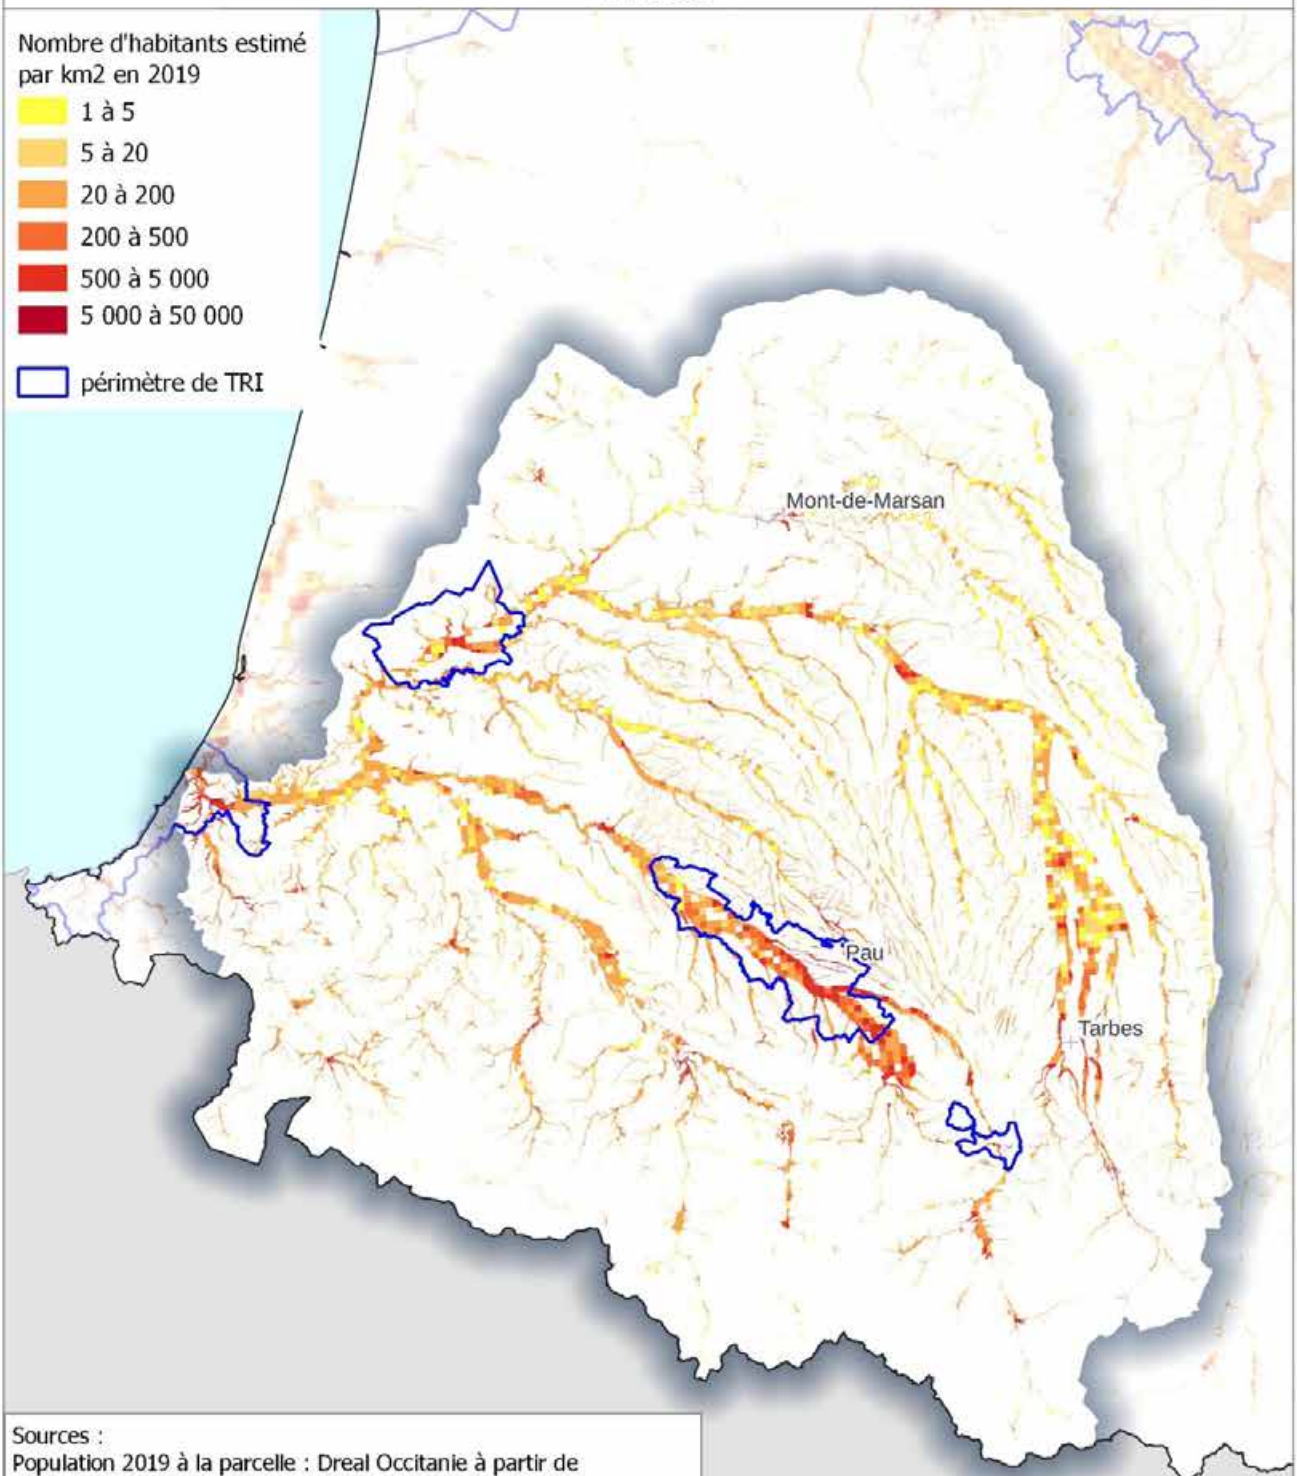 Nombre d'habitants estimé
par km2 en 2019
1 à 5
5 à 20
20 à 200
200 à 500
500 à 5 000
5 000 à 50 000
périmètre de TRI
Mont-de-Marsan
Pau
Tarbes
Sources :
Population 2019 à la parcelle : Dreal Occitanie à partir de